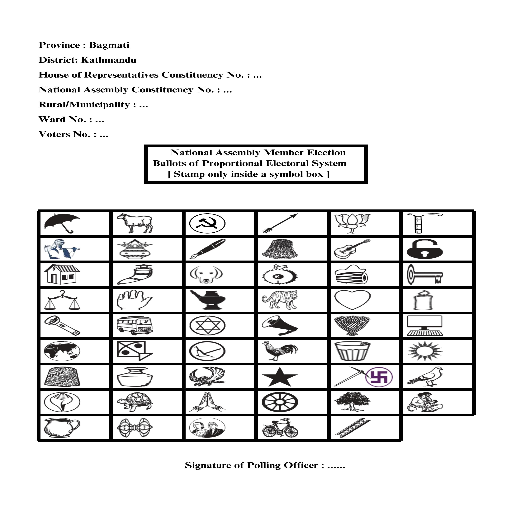 Province : Bagmati
District: Kathmandu
House of Representatives Constituency No. : ...
National Assembly Constituency No. : ...
Rural/Municipality : ...
Ward No. : ...
Voters No. : ...
National Assembly Member Election
Ballots of Proportional Electoral System
[ Stamp only inside a symbol box ]
Signature of Polling Officer : ......